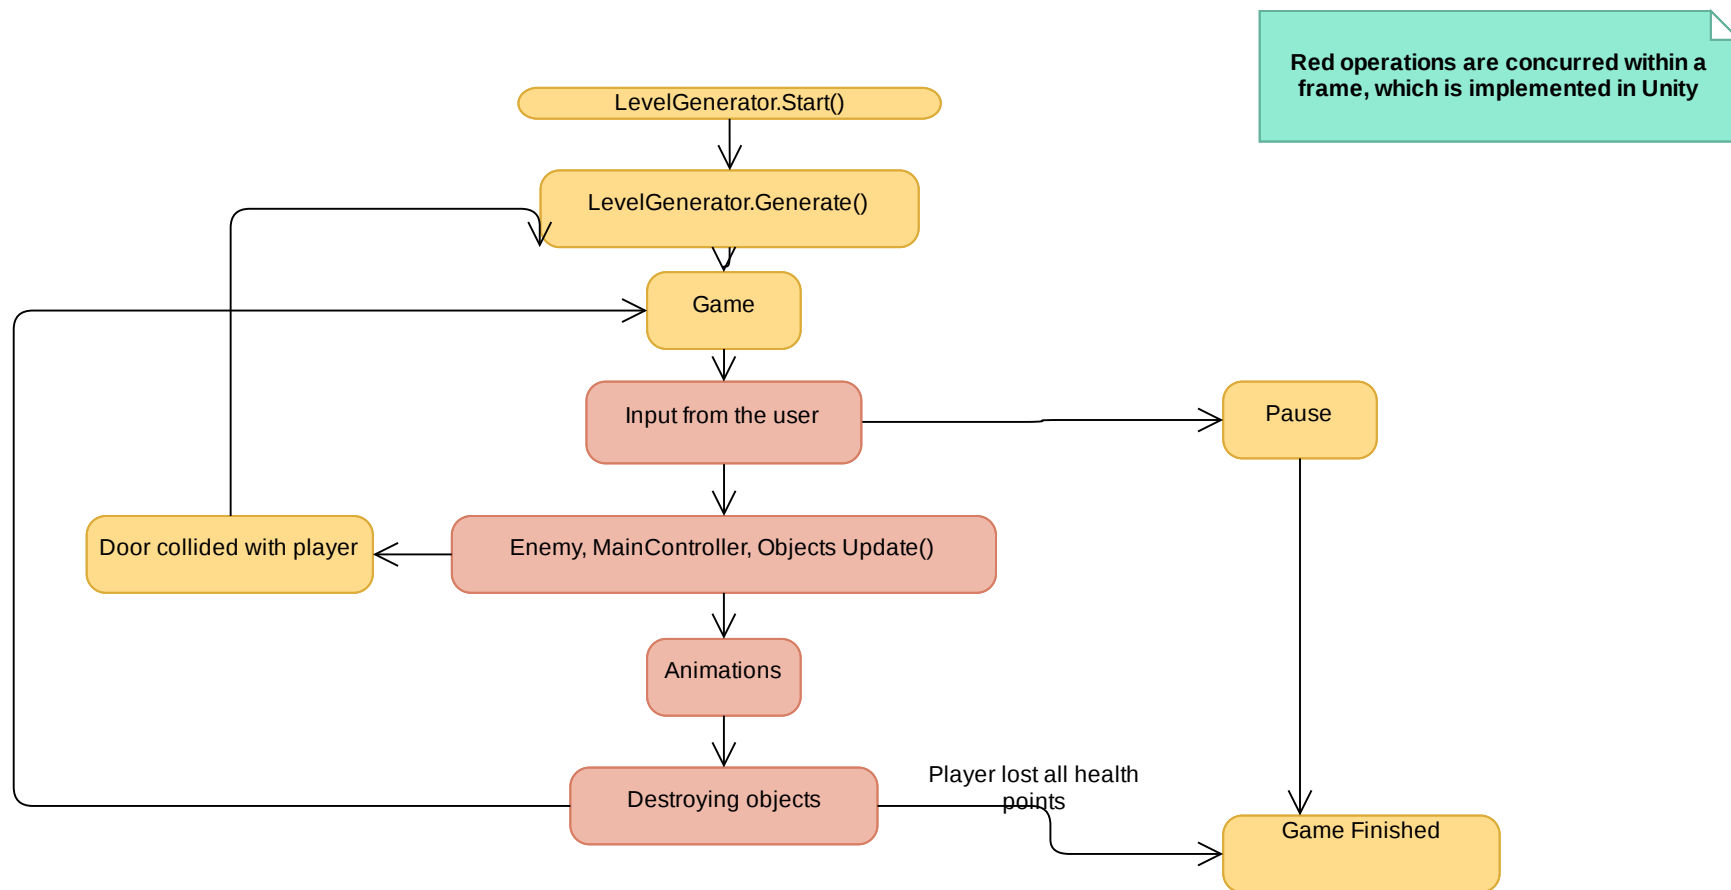 Red operations are concurred within a
frame, which is implemented in Unity
LevelGenerator.Start()
LevelGenerator.Generate()
Game
Input from the user
Pause
Door collided with player
Enemy, MainController, Objects Update()
Animations
Player lost all health
points
Destroying objects
Game Finished